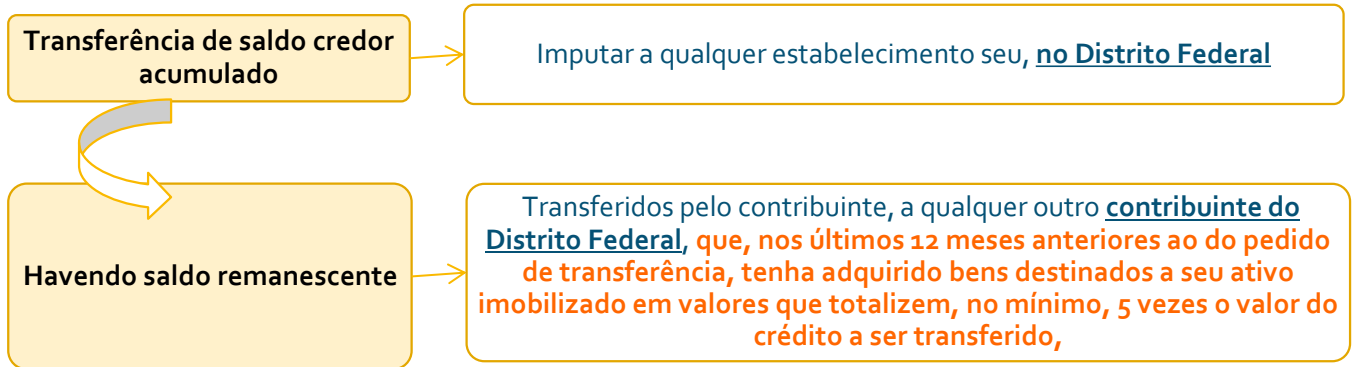 Transferência de saldo credor
acumulado
Imputar a qualquer estabelecimento seu, no Distrito Federal
Havendo saldo remanescente
Transferidos pelo contribuinte, a qualquer outro contribuinte do
Distrito Federal, que, nos últimos 12 meses anteriores ao do pedido
de transferência, tenha adquirido bens destinados a seu ativo
imobilizado em valores que totalizem, no mínimo, 5 vezes o valor do
crédito a ser transferido,